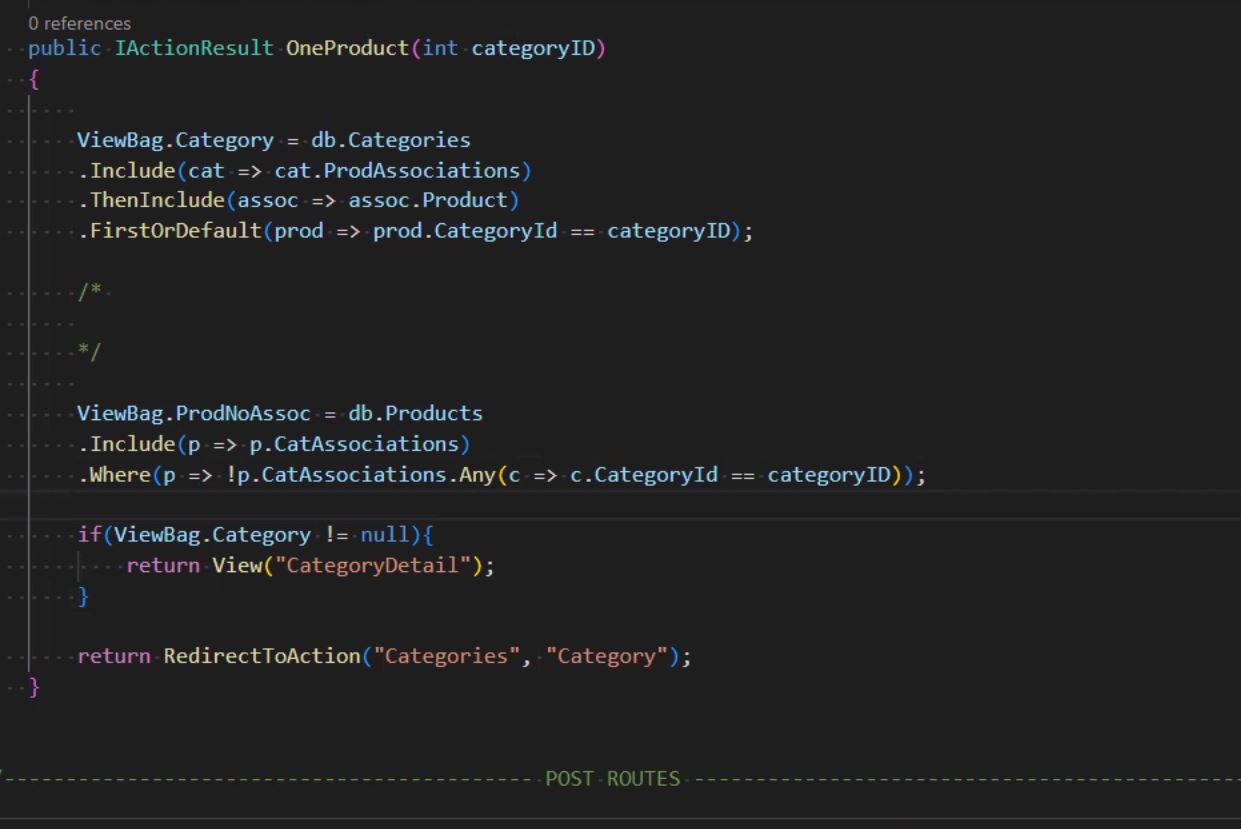 0 references
public IActionResult OneProduct(int categoryID)
{
ViewBag.Category = db.Categories
.Include(cat => cat.ProdAssociations)
.ThenInclude(assoc => assoc.Product)
.FirstOrDefault(prod => prod.CategoryId == categoryID);
/*
*/
ViewBag.ProdNoAssoc = db.Products
.Include(p => p.CatAssociations)
.Where(p => !p.CatAssociations.Any(c => c.CategoryId == categoryID));
if(ViewBag.Category != null){
return View("CategoryDetail");
}
return RedirectToAction("Categories", "Category");
}
/------------------------------------------- POST ROUTES ---------------------------------------------